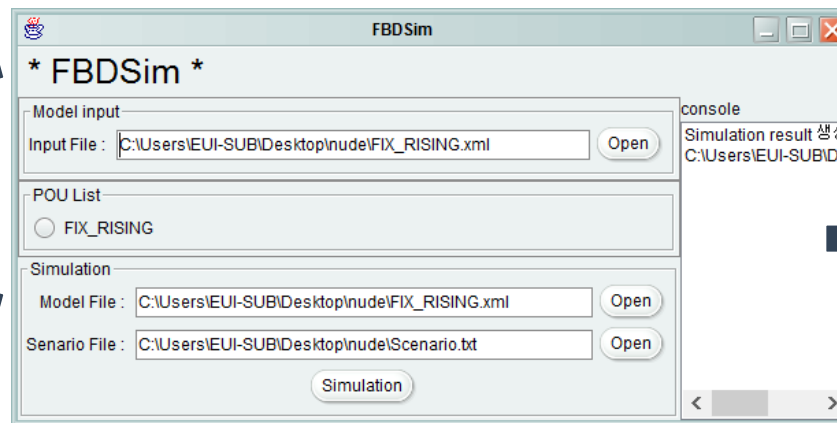 FBDSim
* FBDSim *
Model input
Input File : C:\Users\EUI-SUB\Desktop\nude\FIX_RISING.xml Open
POU List
FIX_RISING
Simulation
Model File : C:\Users\EUI-SUB\Desktop\nude\FIX_RISING.xml Open
Senario File : C:\Users\EUI-SUB\Desktop\nude\Scenario.txt Open
Simulation
console
Simulation result
C:\Users\EUI-SUB\D